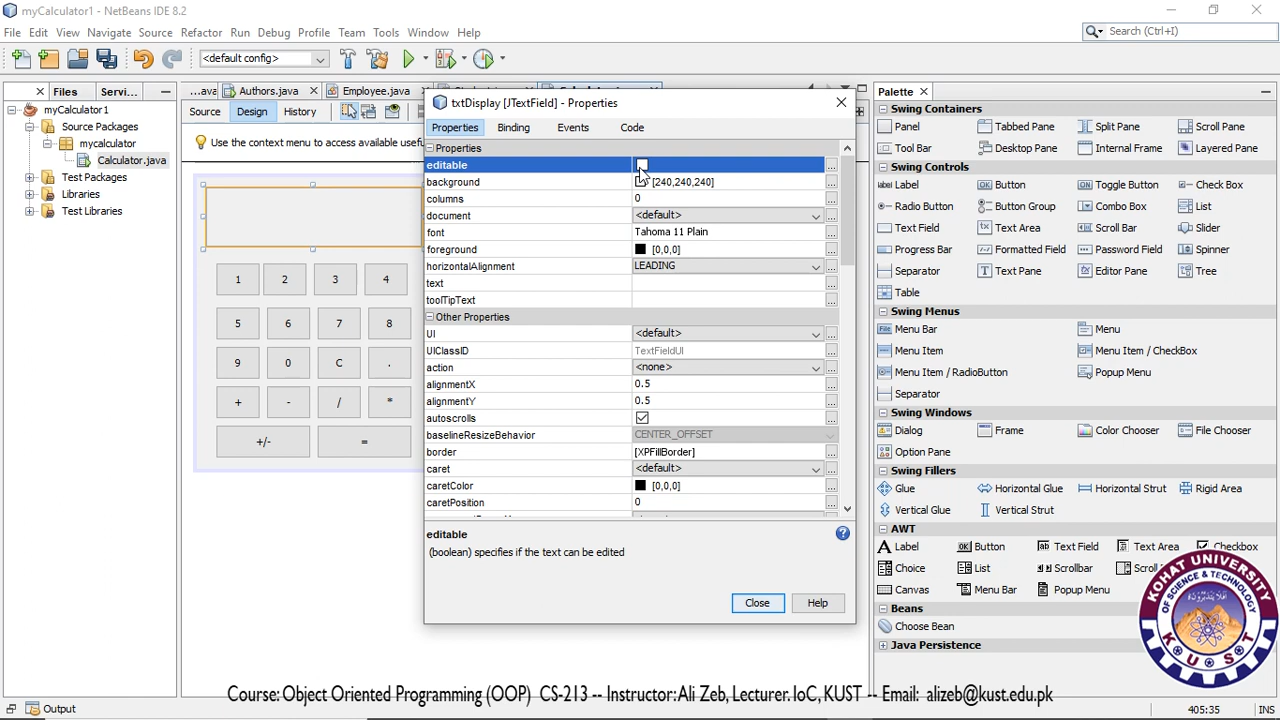 myCalculator1 - NetBeans IDE 8.2
File Edit View Navigate Source Refactor Run Debug Profile Team Tools Window Help
Search (Ctrl+I)
<default config>
Files Servi...
...ava Authors.java Employee.java
Palette
myCalculator1
Source Packages
mycalculator
Calculator.java
Test Packages
Libraries
Test Libraries
Source Design History
Use the context menu to access available usefu
1 2 3 4
5 6 7 8
9 0 C .
+ - / *
+/- =
txtDisplay [JTextField] - Properties
Properties Binding Events Code
Properties
editable
background [240,240,240]
columns 0
document <default>
font Tahoma 11 Plain
foreground [0,0,0]
horizontalAlignment LEADING
text
toolTipText
Other Properties
UI <default>
UIClassID TextFieldUI
action <none>
alignmentX 0.5
alignmentY 0.5
autoscrolls
baselineResizeBehavior CENTER_OFFSET
border [XPFillBorder]
caret <default>
caretColor [0,0,0]
caretPosition 0
editable
(boolean) specifies if the text can be edited
Close Help
Swing Containers
Panel Tabbed Pane Split Pane Scroll Pane
Tool Bar Desktop Pane Internal Frame Layered Pane
Swing Controls
label Label OK Button ON Toggle Button Check Box
Radio Button Button Group Combo Box List
Text Field Text Area Scroll Bar Slider
Progress Bar Formatted Field Password Field Spinner
Separator Text Pane Editor Pane Tree
Table
Swing Menus
Menu Bar Menu
Menu Item Menu Item / CheckBox
Menu Item / RadioButton Popup Menu
Separator
Swing Windows
Dialog Frame Color Chooser File Chooser
Option Pane
Swing Fillers
Glue Horizontal Glue Horizontal Strut Rigid Area
Vertical Glue Vertical Strut
AWT
Label Button Text Field Text Area Checkbox
Choice List Scrollbar Scroll
Canvas Menu Bar Popup Menu
Beans
Choose Bean
Java Persistence
KOHAT UNIVERSITY
OF SCIENCE & TECHNOLOGY
K U S T
Course: Object Oriented Programming (OOP) CS-213 -- Instructor: Ali Zeb, Lecturer. IoC, KUST -- Email: alizeb@kust.edu.pk
Output
405:35 INS